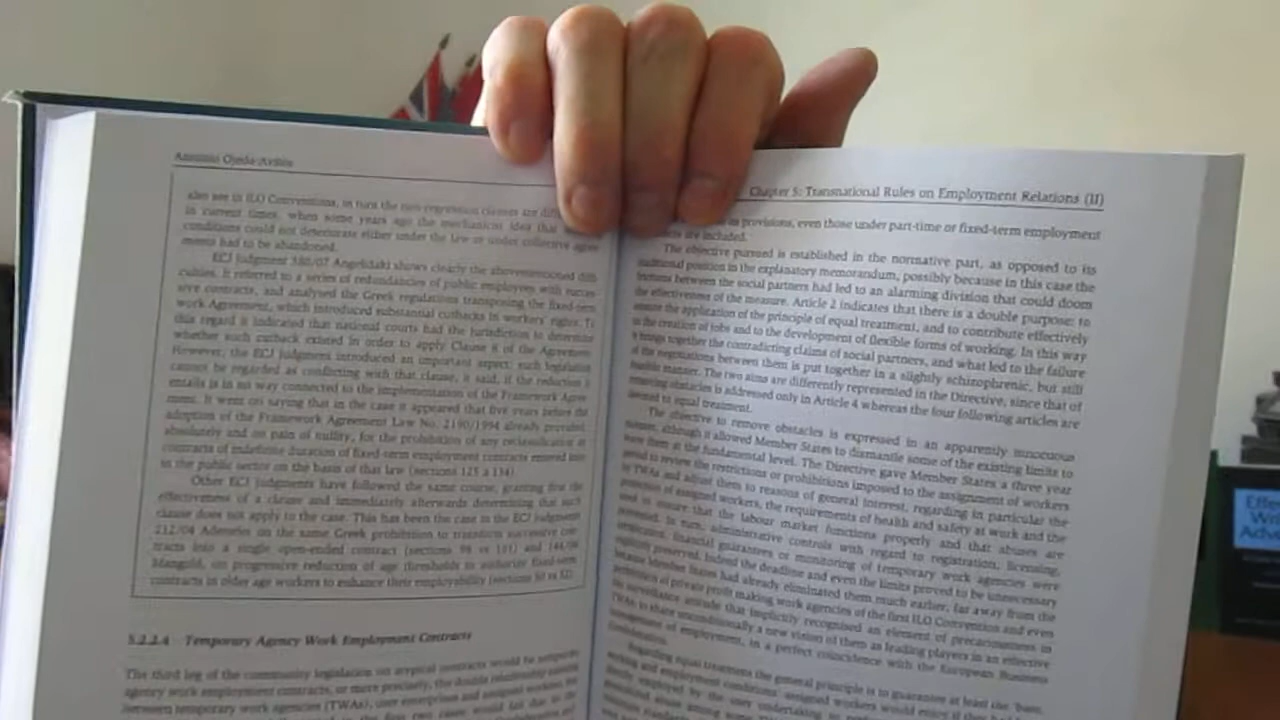 Antonio Ojeda-Avilés
also see in ILO Conventions, in turn the non-regression clauses are
in current times, when some years ago the mechanical idea that
conditions could not deteriorate either under the law or under collective agree
ments had to be abandoned.
ECJ Judgment 380/07 Angelidaki shows clearly the abovementioned diffi
culties. It referred to a series of redundancies of public employees with succes
sive contracts, and analysed the Greek regulations transposing the fixed-term
work Agreement, which introduced substantial cutbacks in workers' rights. To
this regard it indicated that national courts had the jurisdiction to determine
whether such cutback existed in order to apply Clause 8 of the Agreement
However, the ECJ judgment introduced an important aspect: such legislation
cannot be regarded as conflicting with that clause, it said, if the reduction it
entails is in no way connected to the implementation of the Framework Agree
ment. It went on saying that in the case it appeared that five years before the
adoption of the Framework Agreement Law No. 2190/1994 already provided
absolutely and on pain of nullity, for the prohibition of any reclassification as
contracts of indefinite duration of fixed-term employment contracts entered into
in the public sector on the basis of that law (sections 125 a 134).
Other ECJ Judgments have followed the same course, granting first the
effectiveness of a clause and immediately afterwards determining that such
clause does not apply to the case. This has been the case in the ECJ Judgments
212/04 Adeneler on the same Greek prohibition to transform successive con
tracts into a single open-ended contract (sections 98 to 101) and 144/04
Mangold, on progressive reduction of age thresholds to authorize fixed-term
contracts in older age workers to enhance their employability (sections 50 to 52).
5.2.2.4 Temporary Agency Work Employment Contracts
The third leg of the community legislation on atypical contracts would be temporary
agency work employment contracts, or more precisely, the double relationship
between temporary work agencies (TWAs), user enterprises and assigned workers
in the first two cases, would fail due to
Chapter 5: Transnational Rules on Employment Relations (II)
its provisions, even those under part-time or fixed-term employment
are included.
The objective pursued is established in the normative part, as opposed to its
traditional position in the explanatory memorandum, possibly because in this case the
frictions between the social partners had led to an alarming division that could doom
the effectiveness of the measure. Article 2 indicates that there is a double purpose: to
ensure the application of the principle of equal treatment, and to contribute effectively
to the creation of jobs and to the development of flexible forms of working. In this way
it brings together the contradicting claims of social partners, and what led to the failure
of the negotiations between them is put together in a slightly schizophrenic, but still
feasible manner. The two aims are differently represented in the Directive, since that of
removing obstacles is addressed only in Article 4 whereas the four following articles are
devoted to equal treatment.
The objective to remove obstacles is expressed in an apparently innocuous
manner, although it allowed Member States to dismantle some of the existing limits to
the fundamental level. The Directive gave Member States a three year
period to review the restrictions or prohibitions imposed to the assignment of workers
by TWAs and adjust them to reasons of general interest, regarding in particular the
protection of assigned workers, the requirements of health and safety at work and the
need to ensure that the labour market functions properly and that abuses are
prevented. In turn, administrative controls with regard to registration, licensing,
certification, financial guarantees or monitoring of temporary work agencies were
explicitly preserved. Indeed the deadline and even the limits proved to be unnecessary
because Member States had already eliminated them much earlier, far away from the
prohibition of private profit making work agencies of the first ILO Convention and even
the surveillance attitude that implicitly recognised an element of precariousness in
TWAs, to share unconditionally a new vision of them as leading players in an effective
management of employment, in a perfect coincidence with the European Business
Confederation.
Regarding equal treatment the general principle is to guarantee at least the 'basic
working and employment conditions' assigned workers would enjoy if they had been
directly employed by the user undertaking
Effe
Wo
Adve